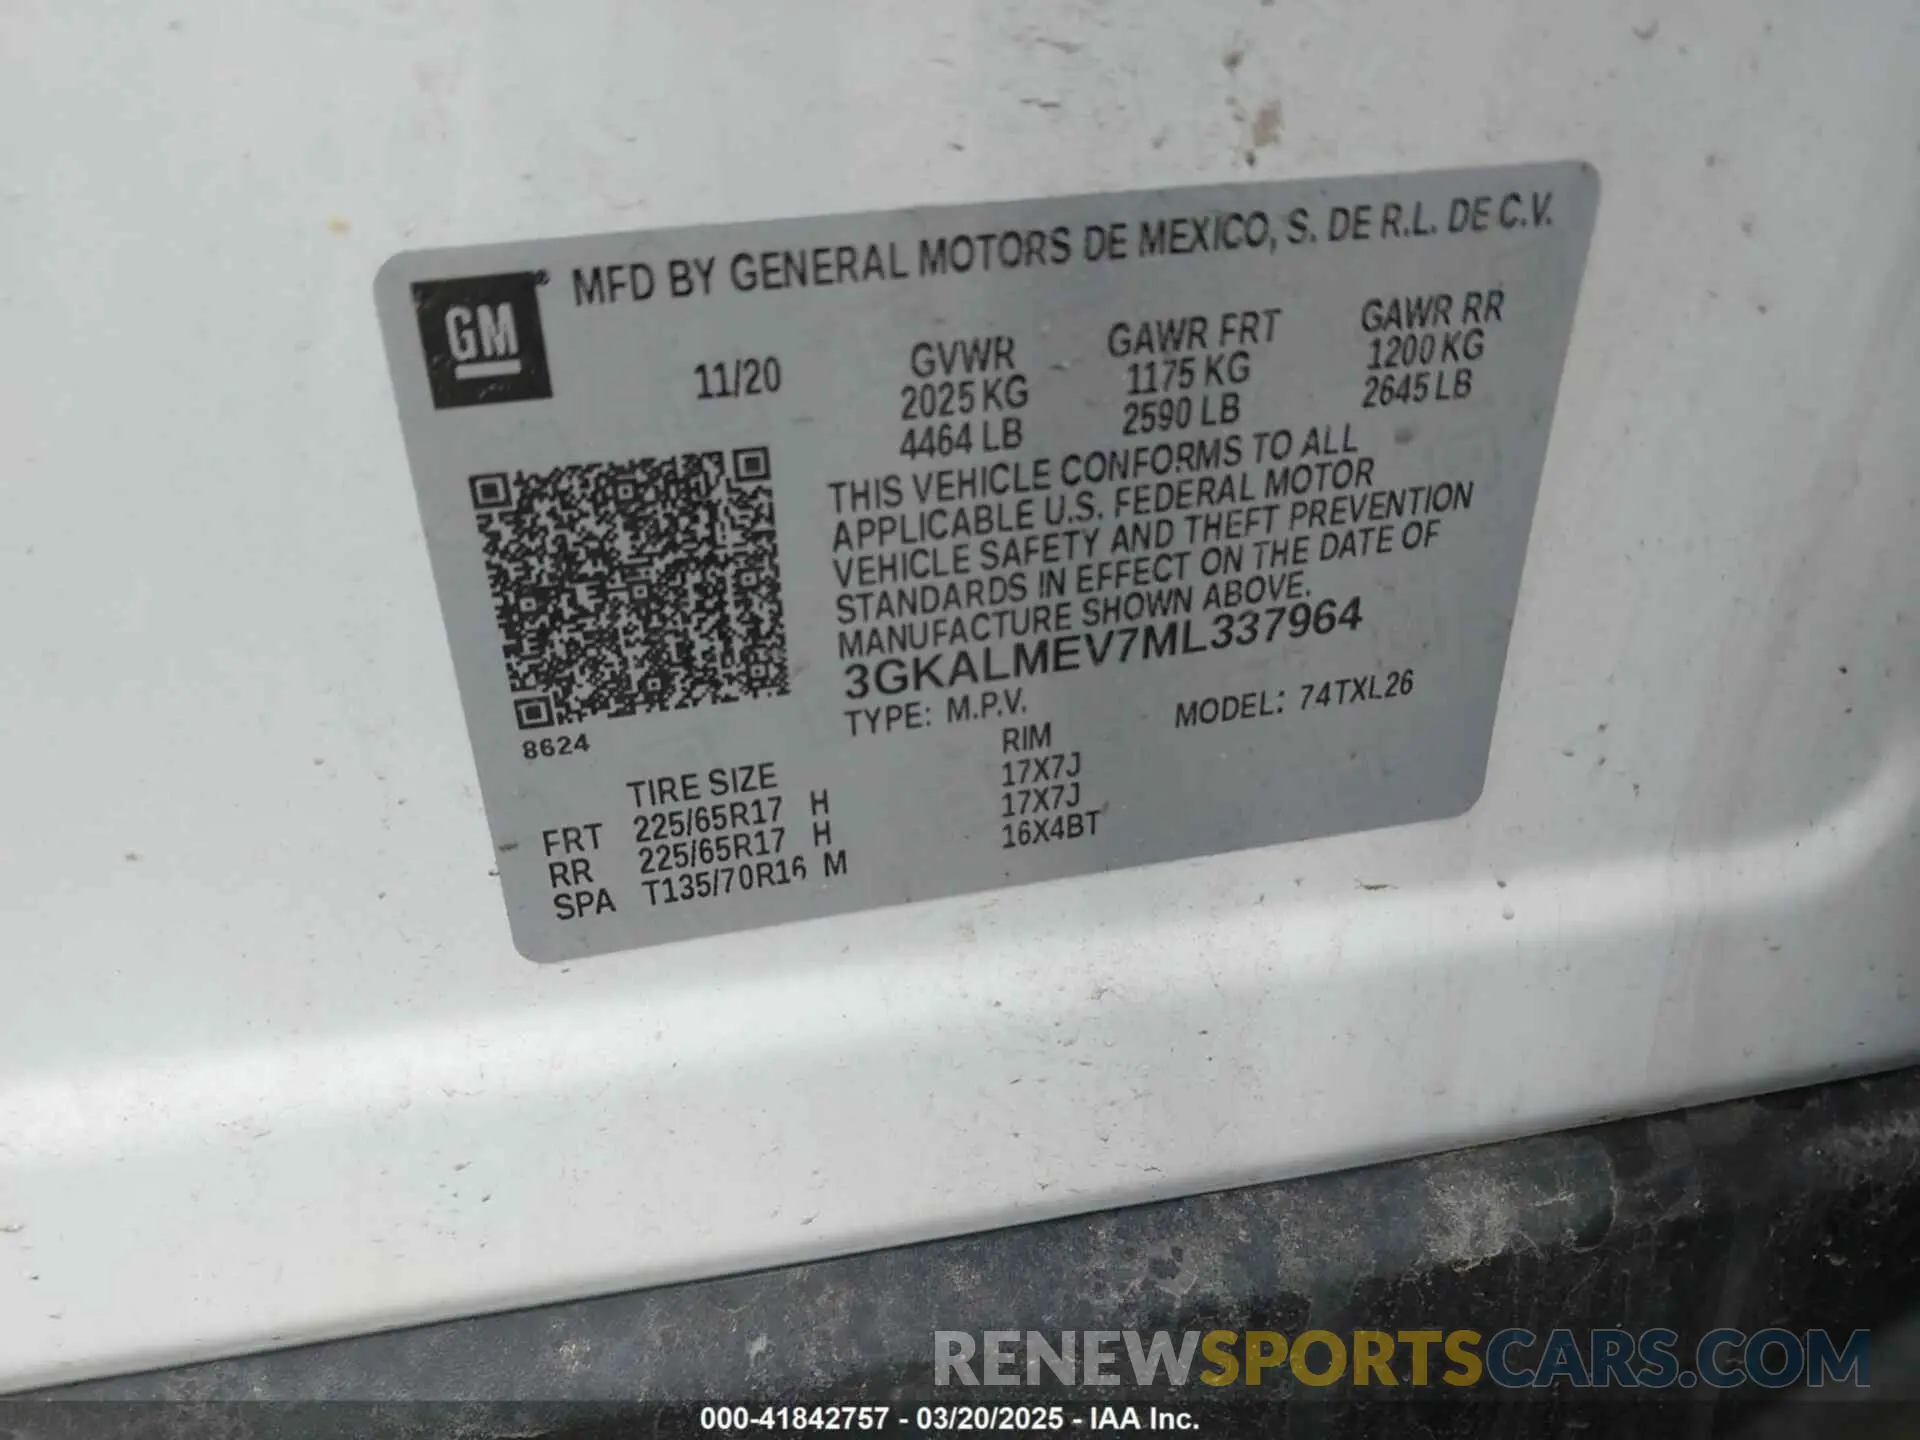 GM® MFD BY GENERAL MOTORS DE MEXICO, S. DE R.L. DE C.V.
11/20 GVWR GAWR FRT GAWR RR
2025 KG 1175 KG 1200 KG
4464 LB 2590 LB 2645 LB
THIS VEHICLE CONFORMS TO ALL
APPLICABLE U.S. FEDERAL MOTOR
VEHICLE SAFETY AND THEFT PREVENTION
STANDARDS IN EFFECT ON THE DATE OF
MANUFACTURE SHOWN ABOVE.
3GKALMEV7ML337964
TYPE: M.P.V. MODEL: 74TXL26
8624
TIRE SIZE RIM
FRT 225/65R17 H 17X7J
RR 225/65R17 H 17X7J
SPA T135/70R16 M 16X4BT
RENEWSPORTSCARS.COM
000-41842757 - 03/20/2025 - IAA Inc.